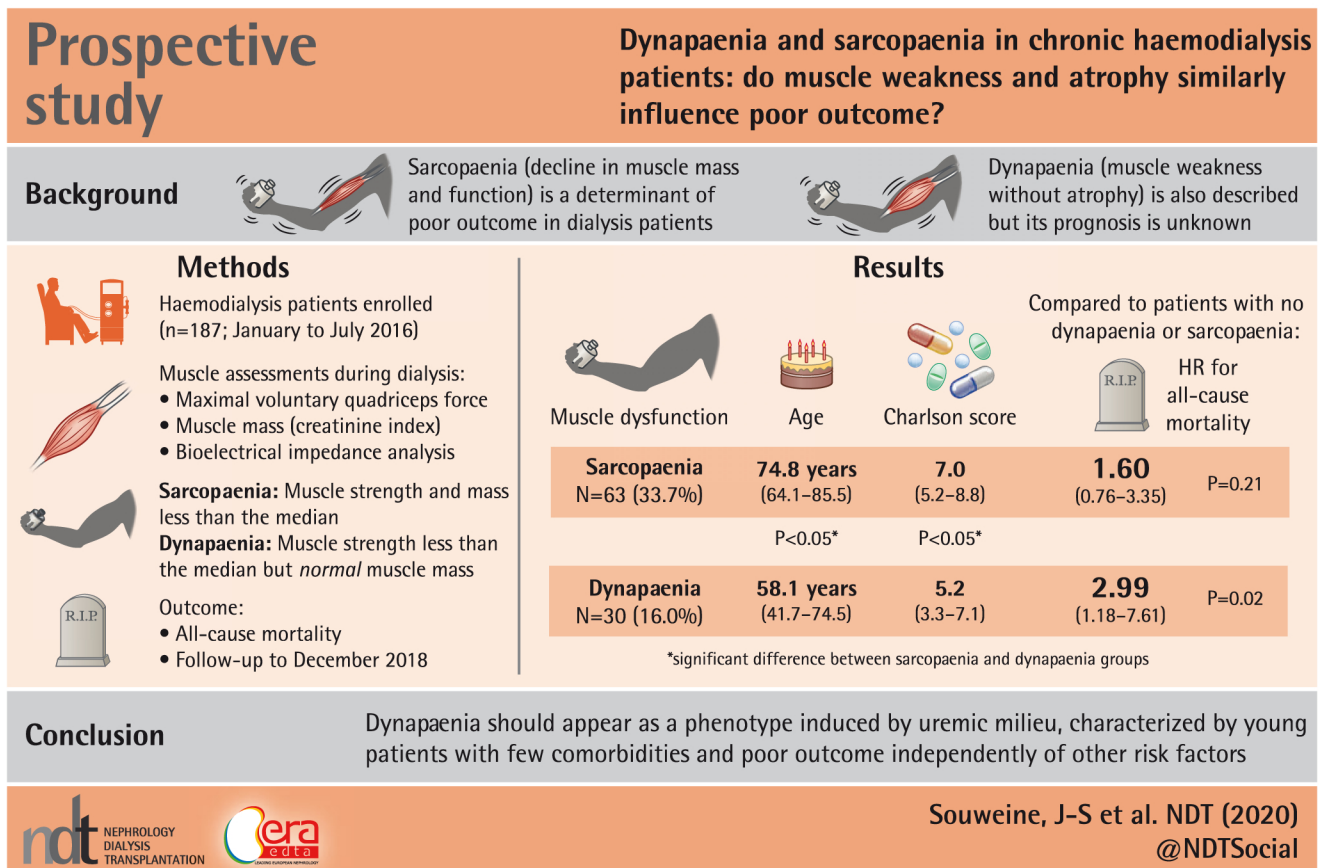 Prospective
study
Dynapaenia and sarcopaenia in chronic haemodialysis
patients: do muscle weakness and atrophy similarly
influence poor outcome?
Background
Sarcopaenia (decline in muscle mass
and function) is a determinant of
poor outcome in dialysis patients
Dynapaenia (muscle weakness
without atrophy) is also described
but its prognosis is unknown
Methods
Haemodialysis patients enrolled
(n=187; January to July 2016)
Muscle assessments during dialysis:
• Maximal voluntary quadriceps force
• Muscle mass (creatinine index)
• Bioelectrical impedance analysis
Sarcopaenia: Muscle strength and mass
less than the median
Dynapaenia: Muscle strength less than
the median but normal muscle mass
R.I.P.
Outcome:
• All-cause mortality
• Follow-up to December 2018
Results
Compared to patients with no
dynapaenia or sarcopaenia:
Muscle dysfunction
Age
Charlson score
R.I.P.
HR for
all-cause
mortality
Sarcopaenia 74.8 years 7.0 1.60
N=63 (33.7%) (64.1–85.5) (5.2–8.8) (0.76–3.35) P=0.21
P<0.05* P<0.05*
Dynapaenia 58.1 years 5.2 2.99
N=30 (16.0%) (41.7–74.5) (3.3–7.1) (1.18–7.61) P=0.02
*significant difference between sarcopaenia and dynapaenia groups
Conclusion
Dynapaenia should appear as a phenotype induced by uremic milieu, characterized by young
patients with few comorbidities and poor outcome independently of other risk factors
ndt
NEPHROLOGY
DIALYSIS
TRANSPLANTATION
era
edta
LEADING EUROPEAN NEPHROLOGY
Souweine, J-S et al. NDT (2020)
@NDTSocial